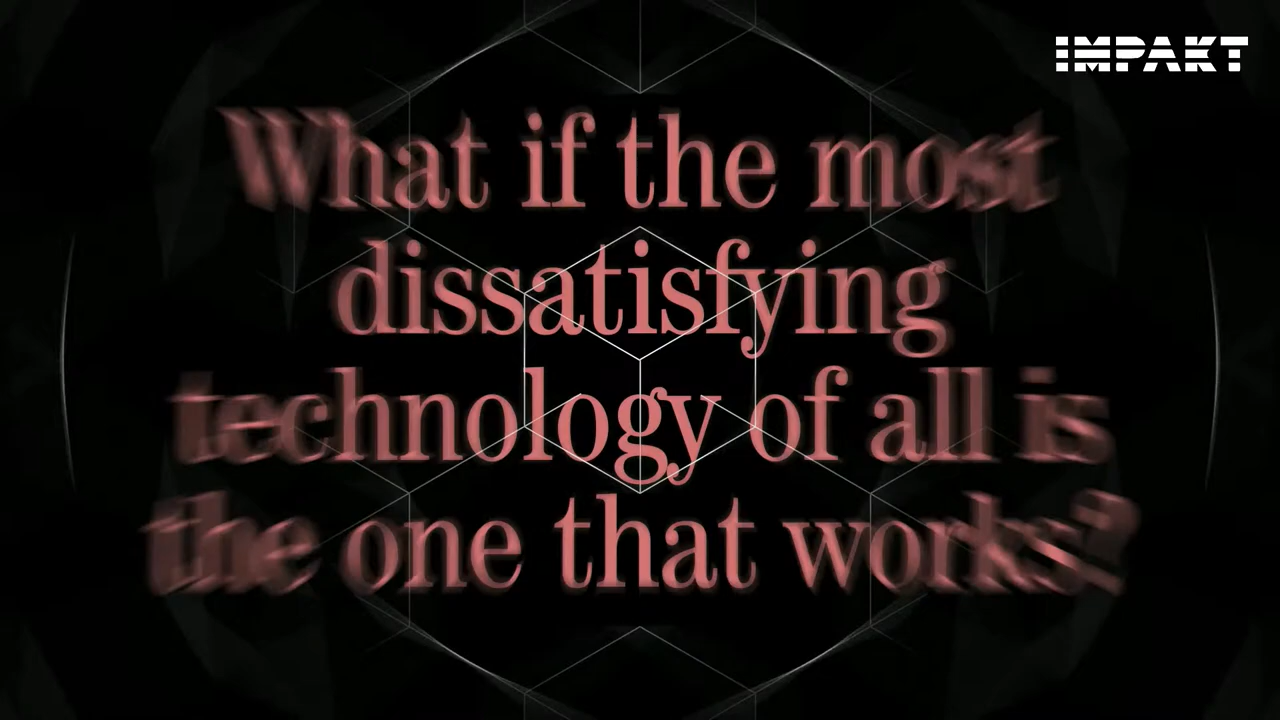 IMPAKT
What if the most
dissatisfying
technology of all is
the one that works?